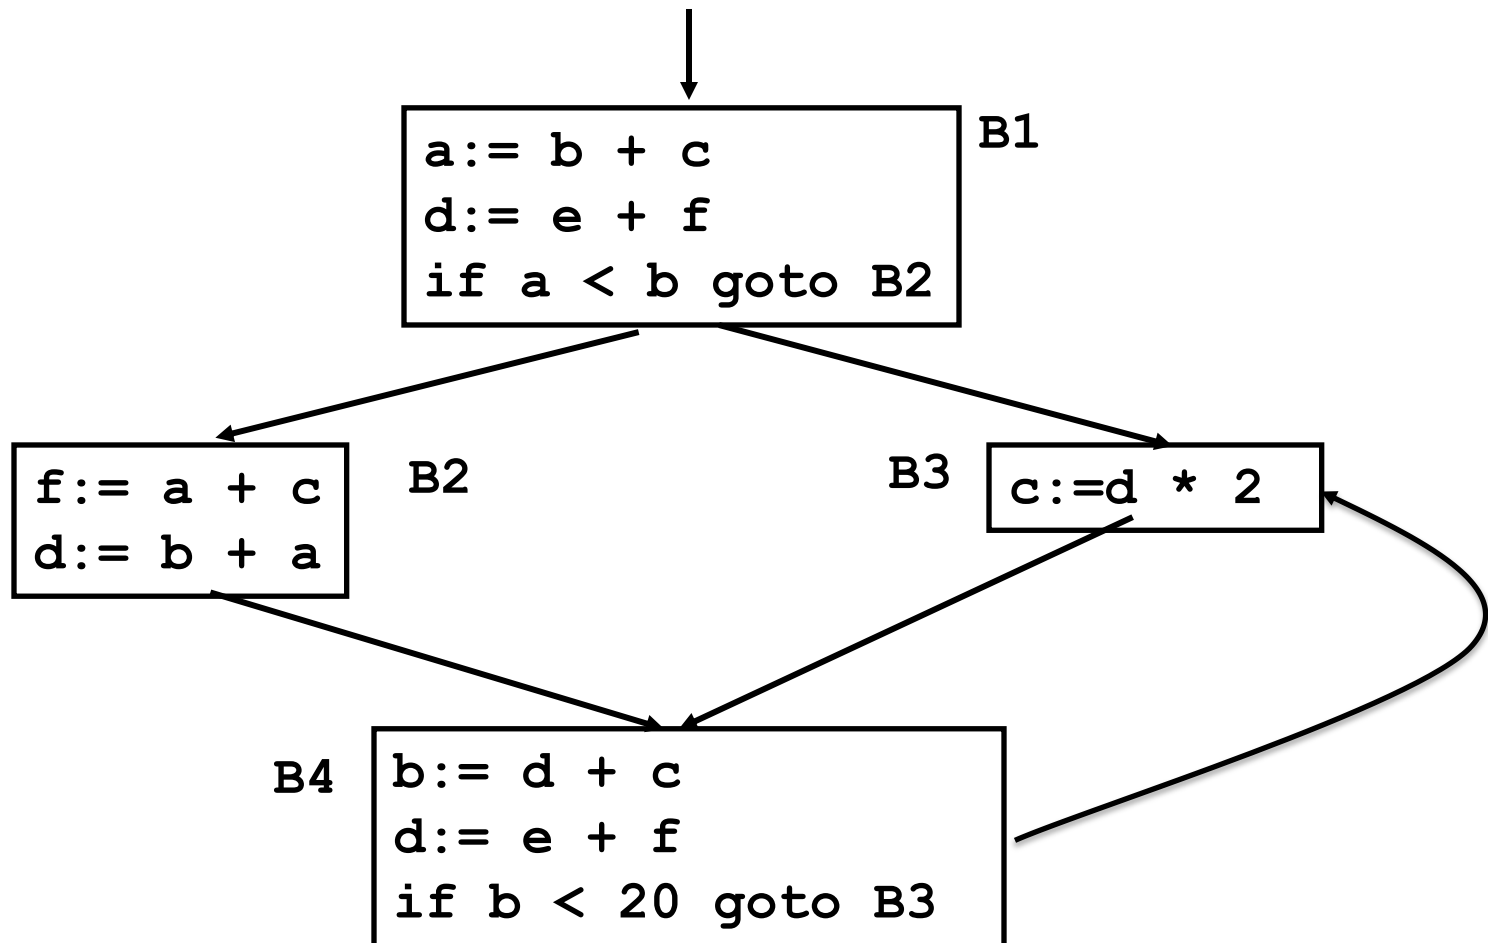 a:= b + c
d:= e + f
if a < b goto B2
B1
f:= a + c
d:= b + a
B2
B3
c:=d * 2
B4
b:= d + c
d:= e + f
if b < 20 goto B3